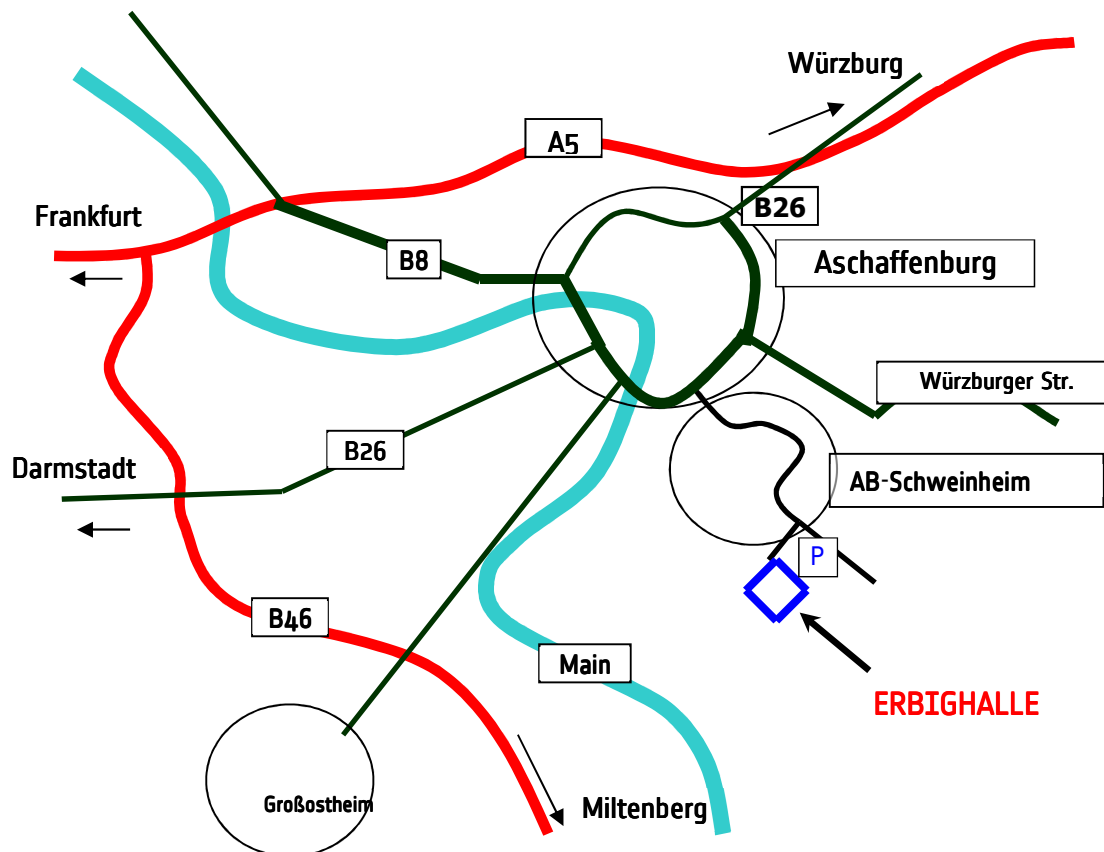 Würzburg
A5
B26
Frankfurt
B8
Aschaffenburg
Würzburger Str.
B26
Darmstadt
AB-Schweinheim
P
B46
Main
ERBIGHALLE
Großostheim
Miltenberg